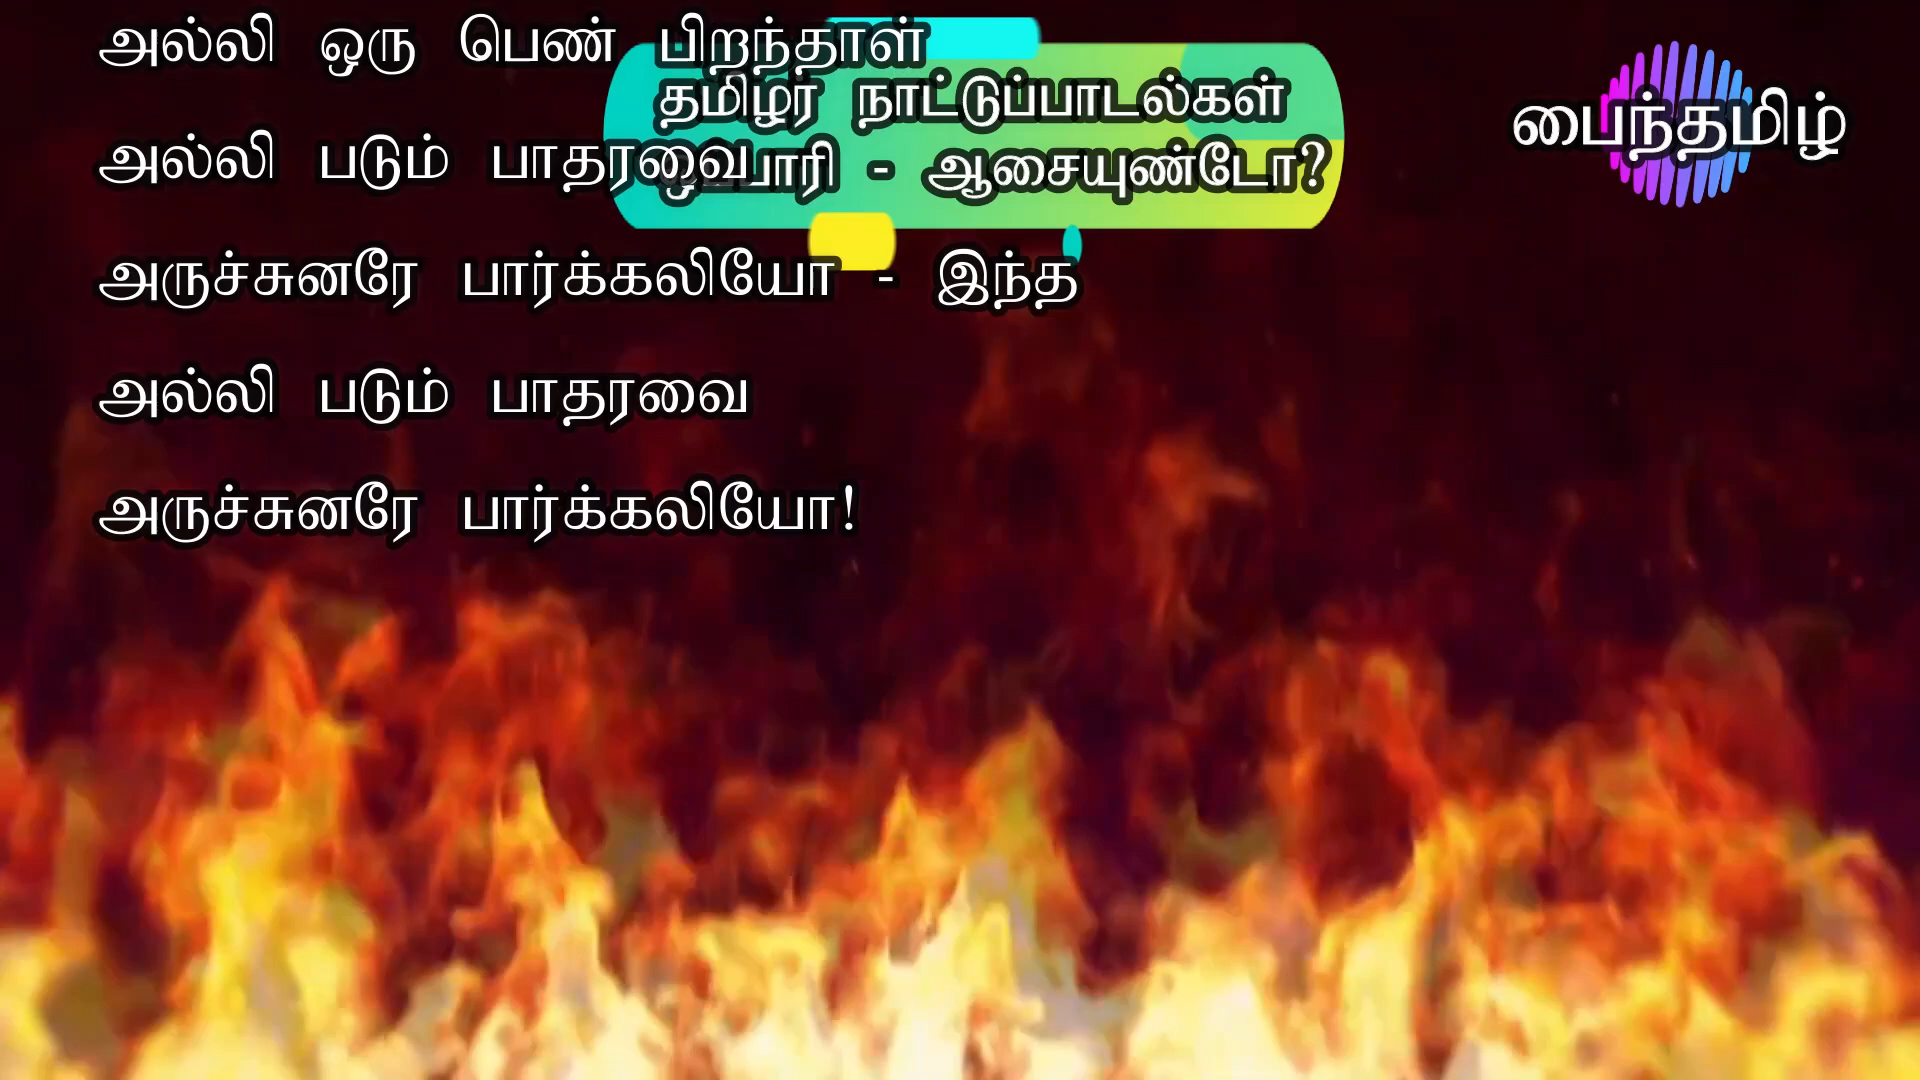 அல்லி ஒரு பெண் பிறந்தாள்
தமிழர் நாட்டுப்பாடல்கள்
பைந்தமிழ்
அல்லி படும் பாதரவை
- ஆசையுண்டோ?
அருச்சுனரே பார்க்கலியோ - இந்த
அல்லி படும் பாதரவை
அருச்சுனரே பார்க்கலியோ!